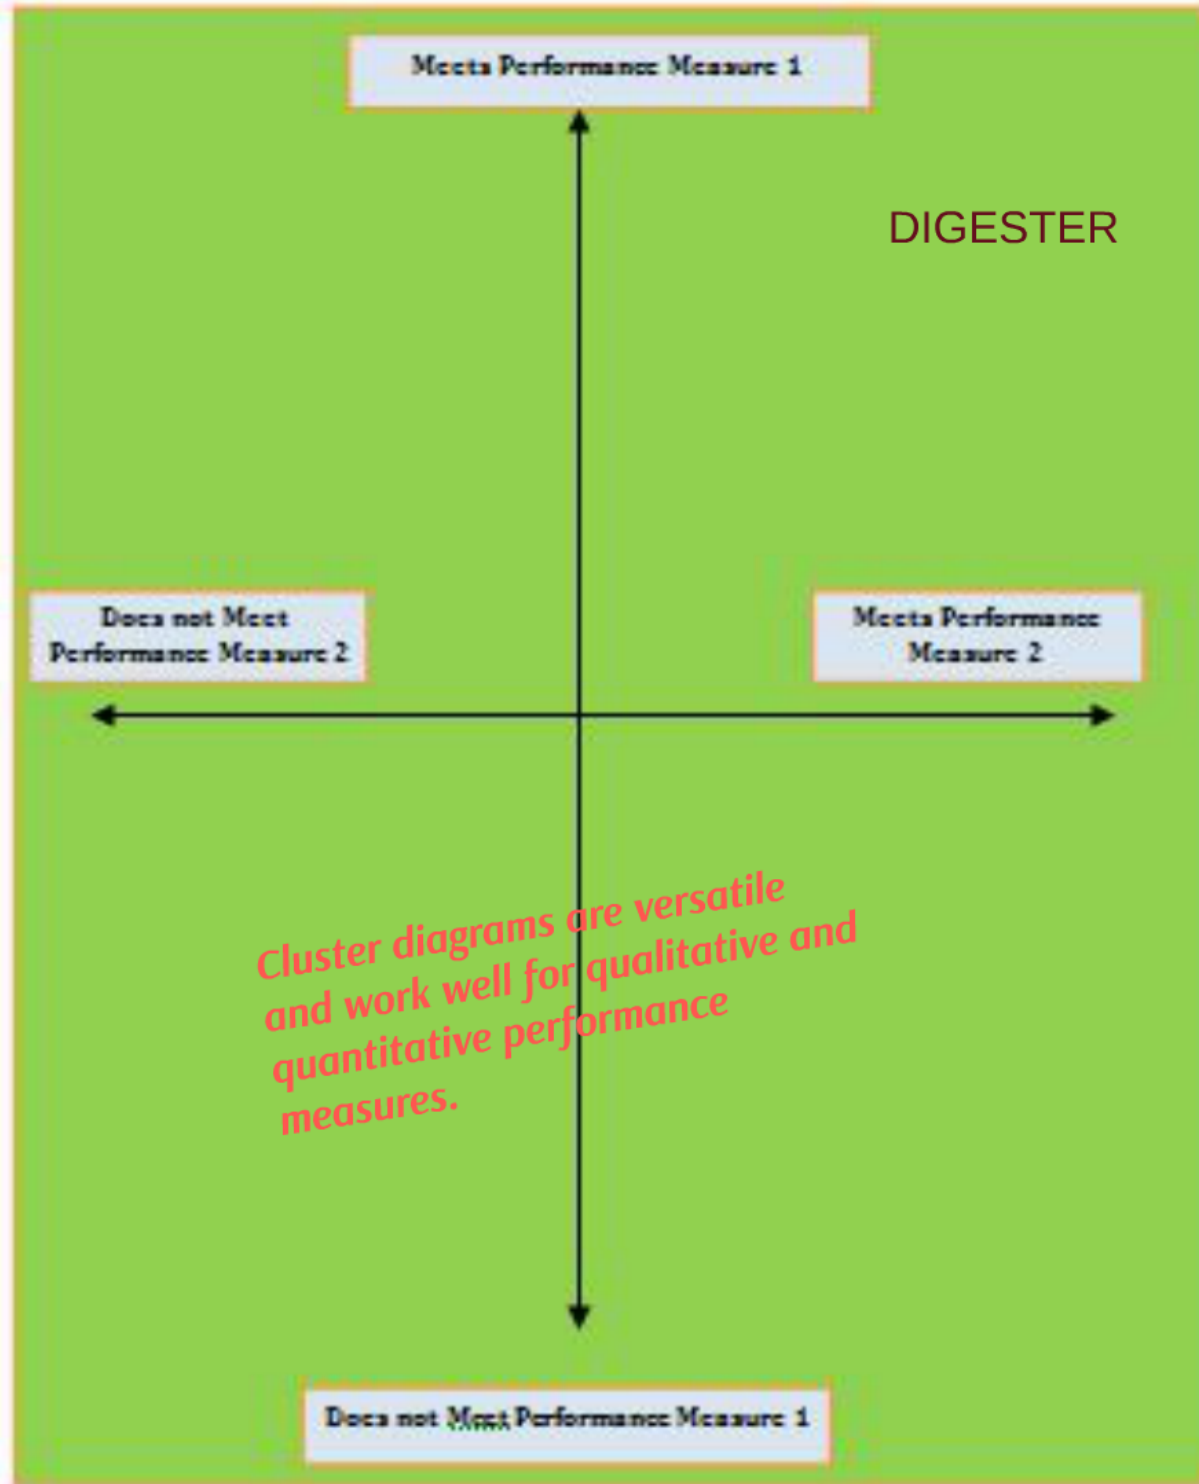 Meets Performance Measure 1
DIGESTER
Does not Meet
Performance Measure 2
Meets Performance
Measure 2
Cluster diagrams are versatile
and work well for qualitative and
quantitative performance
measures.
Does not Meet Performance Measure 1